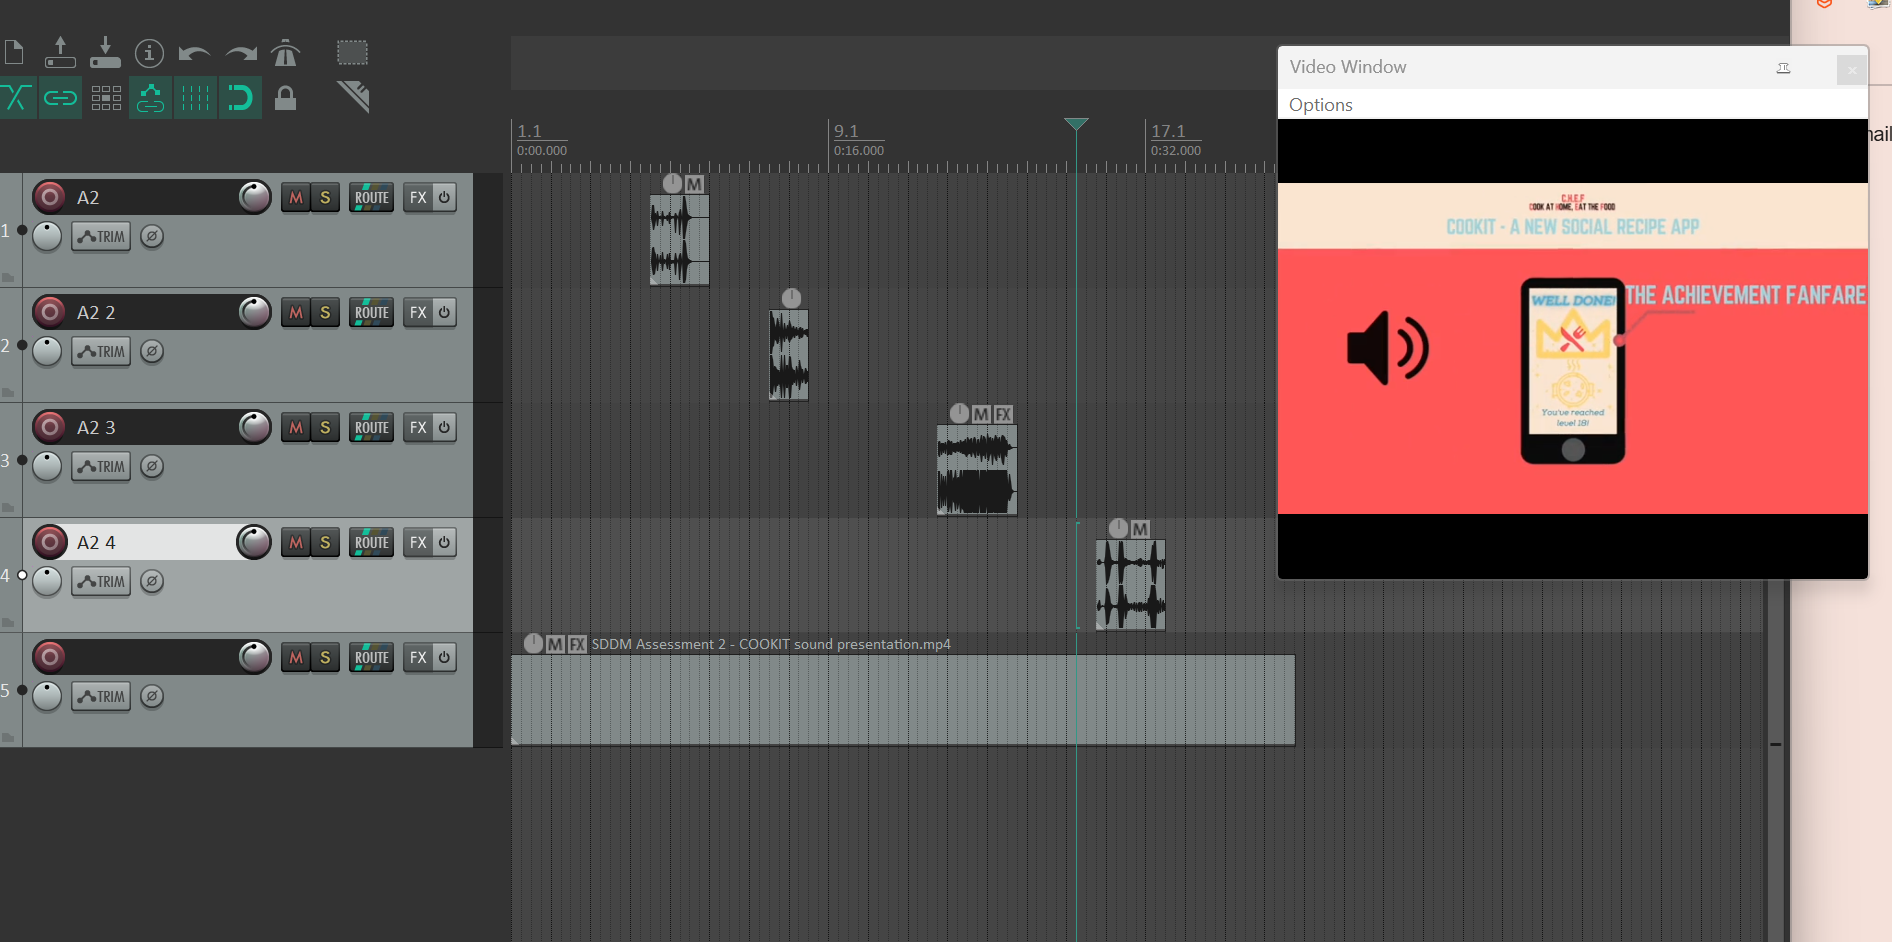 1.1
0:00.000
9.1
0:16.000
17.1
0:32.000
1
A2
M
S
ROUTE
FX
TRIM
M
2
A2 2
M
S
ROUTE
FX
TRIM
3
A2 3
M
S
ROUTE
FX
TRIM
M FX
4
A2 4
M
S
ROUTE
FX
TRIM
M
5
M
S
ROUTE
FX
TRIM
M FX SDDM Assessment 2 - COOKIT sound presentation.mp4
Video Window
Options
C.H.E.F
COOK AT HOME, EAT THE FOOD
COOKIT - A NEW SOCIAL RECIPE APP
WELL DONE!
THE ACHIEVEMENT FANFARE
You've reached
level 18!